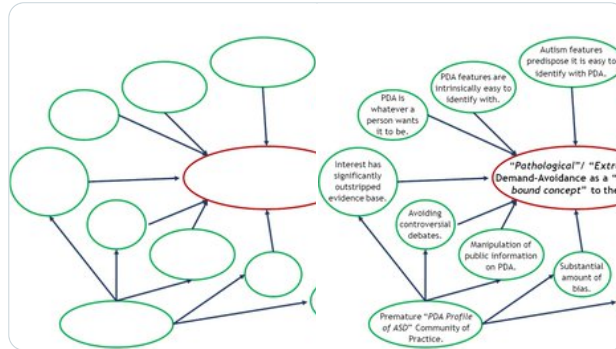 Autism features
predispose it is easy to
identify with PDA.
PDA features are
intrinsically easy to
identify with.
PDA is
whatever a
person wants
it to be.
Interest has
significantly
outstripped
evidence base.
"Pathological"/ "Extr
Demand-Avoidance as a "
bound concept" to the
Avoiding
controversial
debates.
Manipulation of
public information
on PDA.
Substantial
amount of
bias.
Premature "PDA Profile
of ASD" Community of
Practice.